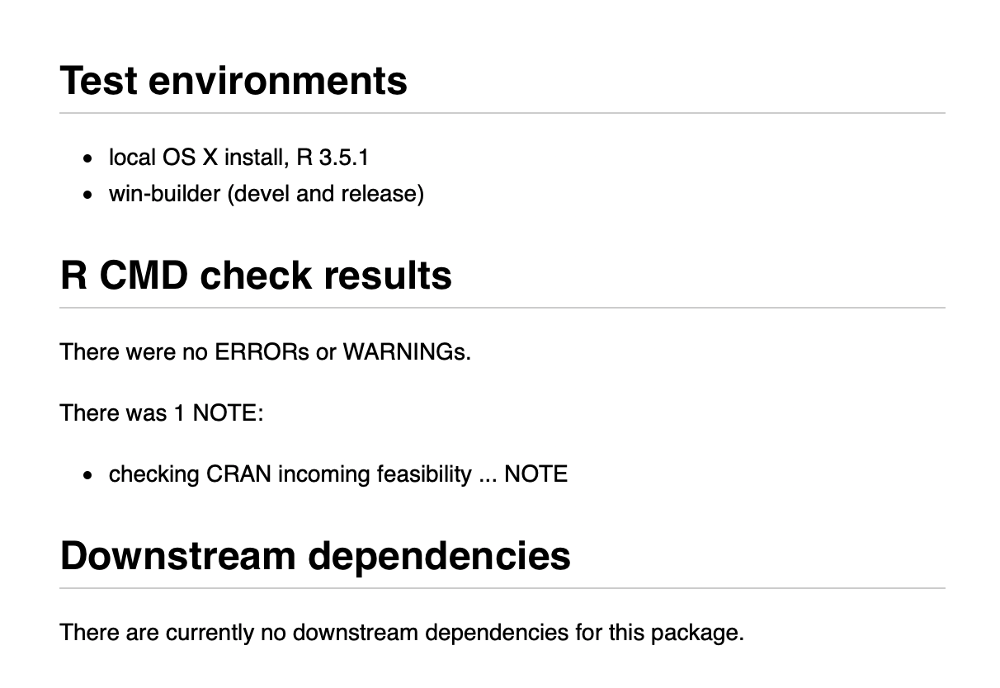 Test environments
• local OS X install, R 3.5.1
• win-builder (devel and release)
R CMD check results
There were no ERRORs or WARNINGs.
There was 1 NOTE:
• checking CRAN incoming feasibility ... NOTE
Downstream dependencies
There are currently no downstream dependencies for this package.